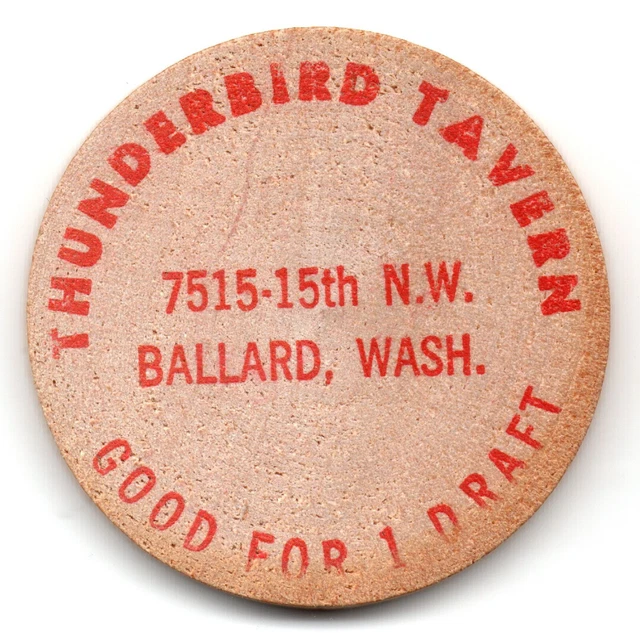 THUNDERBIRD TAVERN
7515-15th N.W.
BALLARD, WASH.
GOOD FOR 1 DRAFT